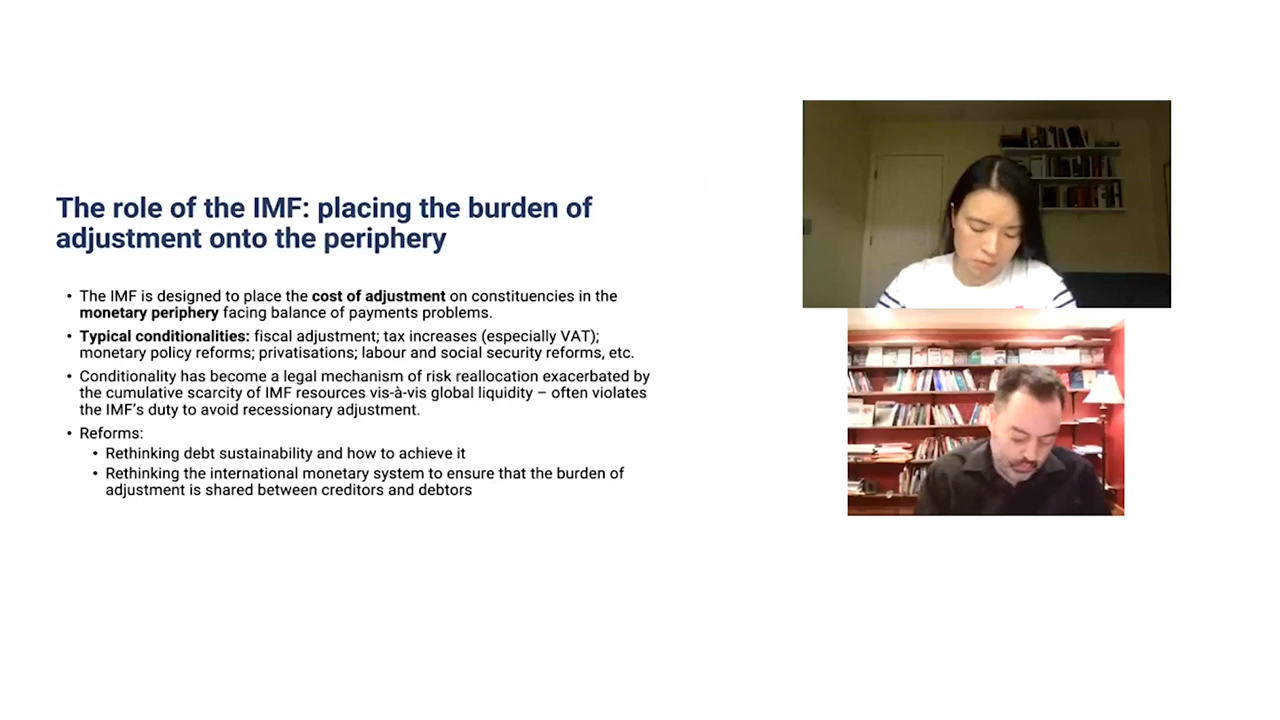 The role of the IMF: placing the burden of
adjustment onto the periphery
• The IMF is designed to place the cost of adjustment on constituencies in the
monetary periphery facing balance of payments problems.
• Typical conditionalities: fiscal adjustment; tax increases (especially VAT);
monetary policy reforms; privatisations; labour and social security reforms, etc.
• Conditionality has become a legal mechanism of risk reallocation exacerbated by
the cumulative scarcity of IMF resources vis-à-vis global liquidity – often violates
the IMF's duty to avoid recessionary adjustment.
• Reforms:
• Rethinking debt sustainability and how to achieve it
• Rethinking the international monetary system to ensure that the burden of
adjustment is shared between creditors and debtors